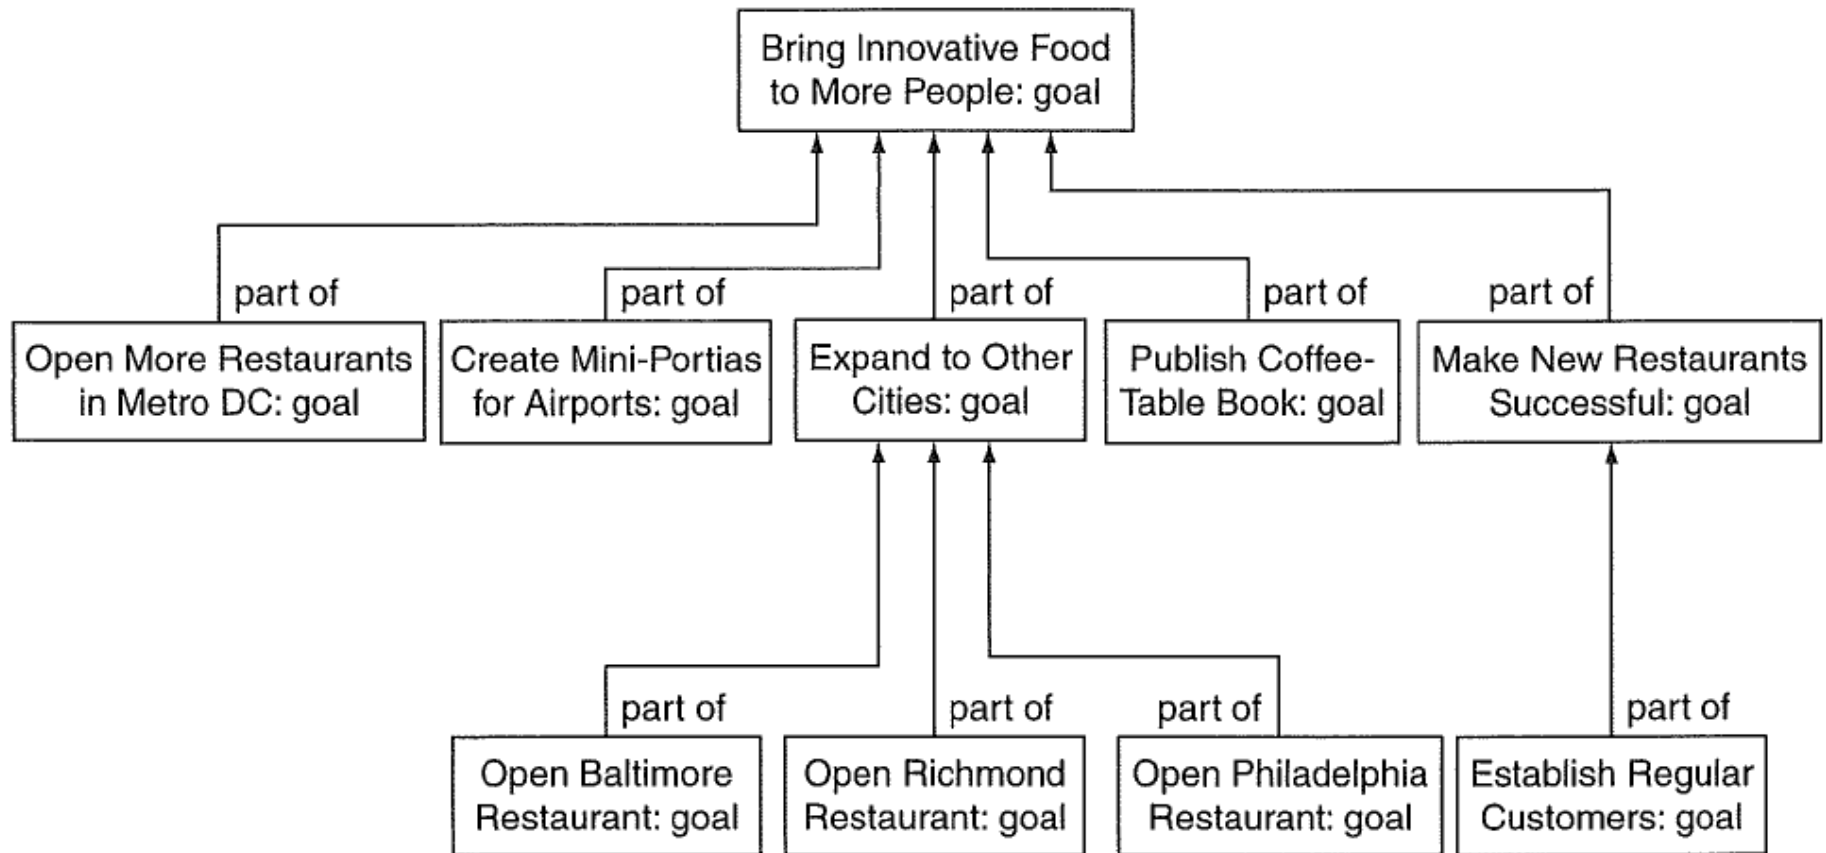 Bring Innovative Food
to More People: goal
part of
part of
part of
part of
part of
Open More Restaurants
in Metro DC: goal
Create Mini-Portias
for Airports: goal
Expand to Other
Cities: goal
Publish Coffee-
Table Book: goal
Make New Restaurants
Successful: goal
part of
part of
part of
part of
Open Baltimore
Restaurant: goal
Open Richmond
Restaurant: goal
Open Philadelphia
Restaurant: goal
Establish Regular
Customers: goal